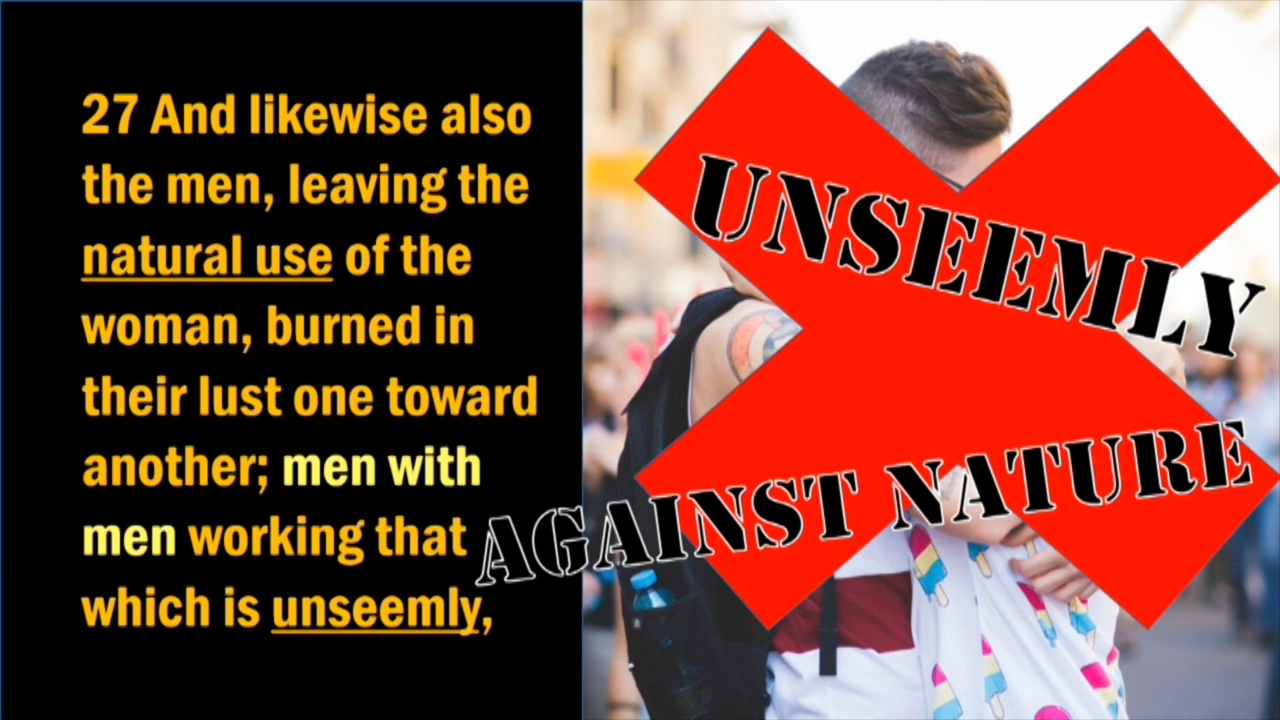 27 And likewise also
the men, leaving the
natural use of the
woman, burned in
their lust one toward
another; men with
men working that
which is unseemly,
UNSEEMLY
AGAINST NATURE